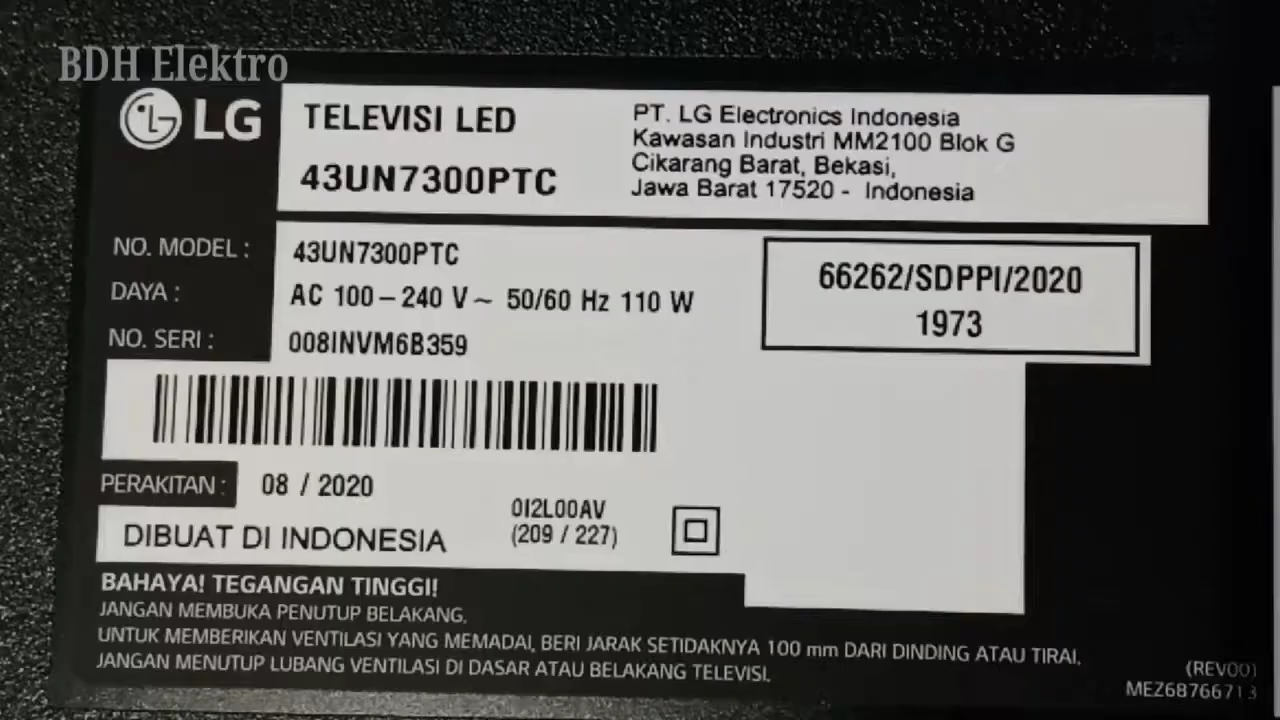 BDH Elektro
LG
TELEVISI LED
43UN7300PTC
PT. LG Electronics Indonesia
Kawasan Industri MM2100 Blok G
Cikarang Barat, Bekasi,
Jawa Barat 17520 - Indonesia
NO. MODEL : 43UN7300PTC
DAYA : AC 100–240 V~ 50/60 Hz 110 W
NO. SERI : 008INVM6B359
66262/SDPPI/2020
1973
PERAKITAN : 08 / 2020
DIBUAT DI INDONESIA
0I2L00AV
(209 / 227)
BAHAYA! TEGANGAN TINGGI!
JANGAN MEMBUKA PENUTUP BELAKANG.
UNTUK MEMBERIKAN VENTILASI YANG MEMADAI, BERI JARAK SETIDAKNYA 100 mm DARI DINDING ATAU TIRAI.
JANGAN MENUTUP LUBANG VENTILASI DI DASAR ATAU BELAKANG TELEVISI.
(REV00)
MEZ68766713